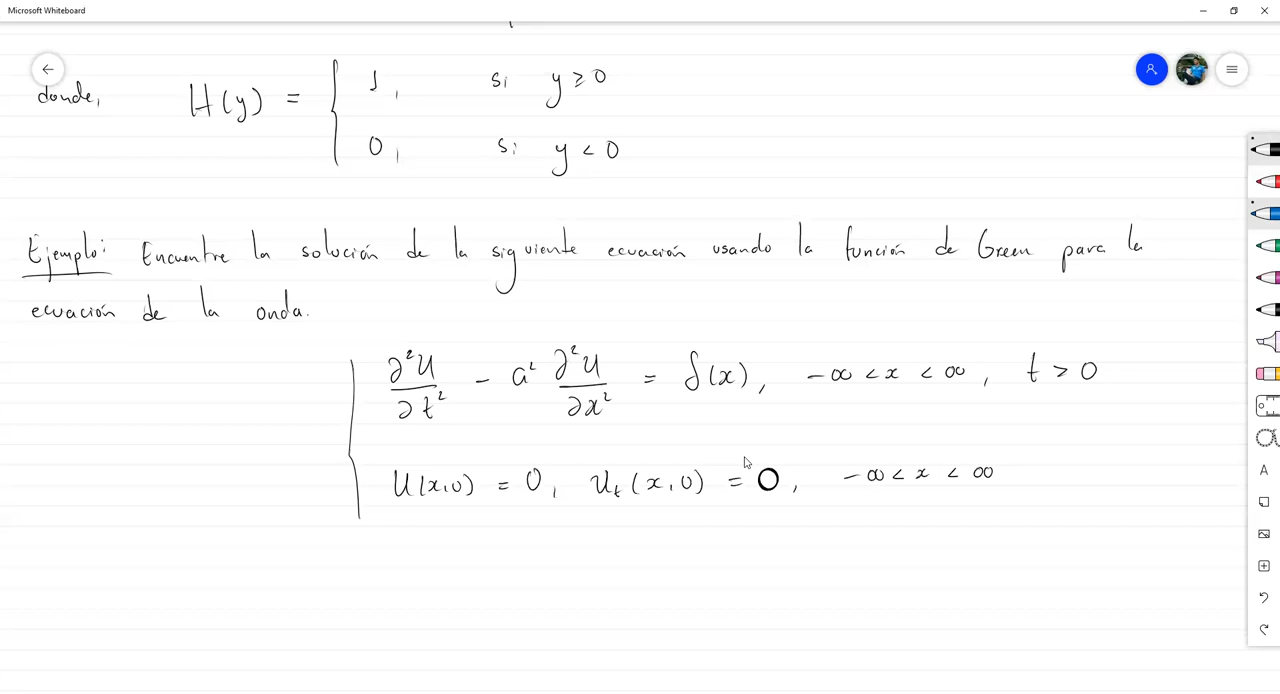 Microsoft Whiteboard
donde, H(y) = { 1, si y ≥ 0
0, si y < 0
Ejemplo: Encuentre la solución de la siguiente ecuación usando la función de Green para la
ecuación de la onda.
∂²u/∂t² - a² ∂²u/∂x² = δ(x), -∞ < x < ∞, t > 0
u(x,0) = 0, u_t(x,0) = 0, -∞ < x < ∞
A